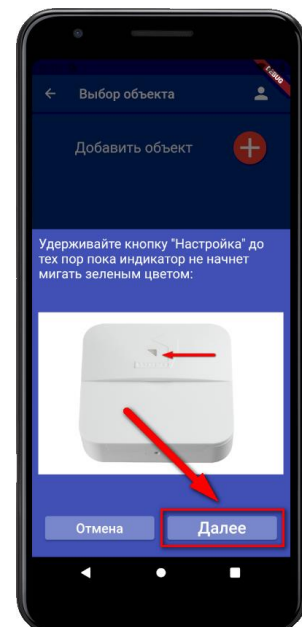 Выбор объекта
Добавить объект
Удерживайте кнопку "Настройка" до
тех пор пока индикатор не начнет
мигать зеленым цветом:
Отмена
Далее